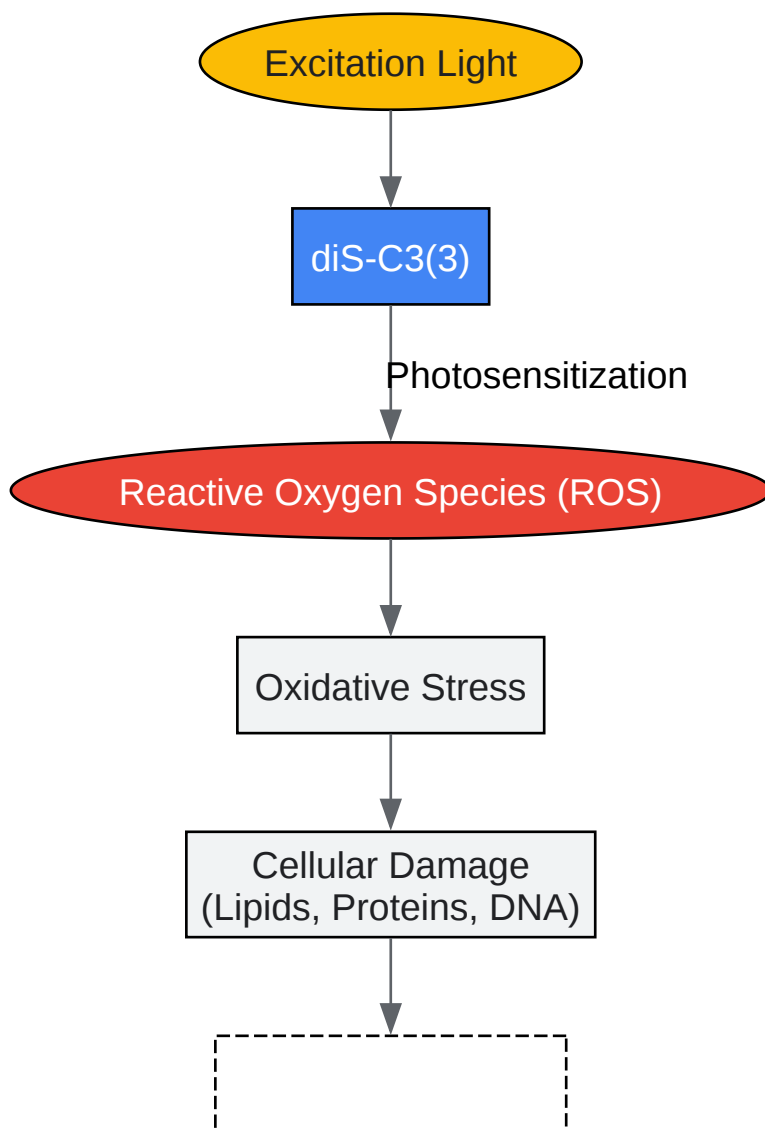 Excitation Light
diS-C3(3)
Photosensitization
Reactive Oxygen Species (ROS)
Oxidative Stress
Cellular Damage
(Lipids, Proteins, DNA)